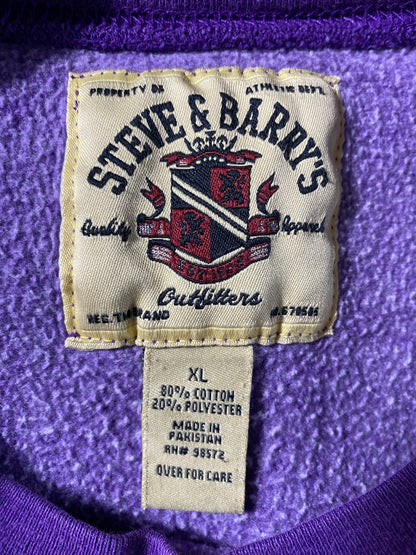 PROPERTY OF ATHLETIC DEPT.
STEVE & BARRY'S
Quality Apparel
Outfitters
REG. TM BRAND
XL
80% COTTON
20% POLYESTER
MADE IN
PAKISTAN
RN# 98572
OVER FOR CARE